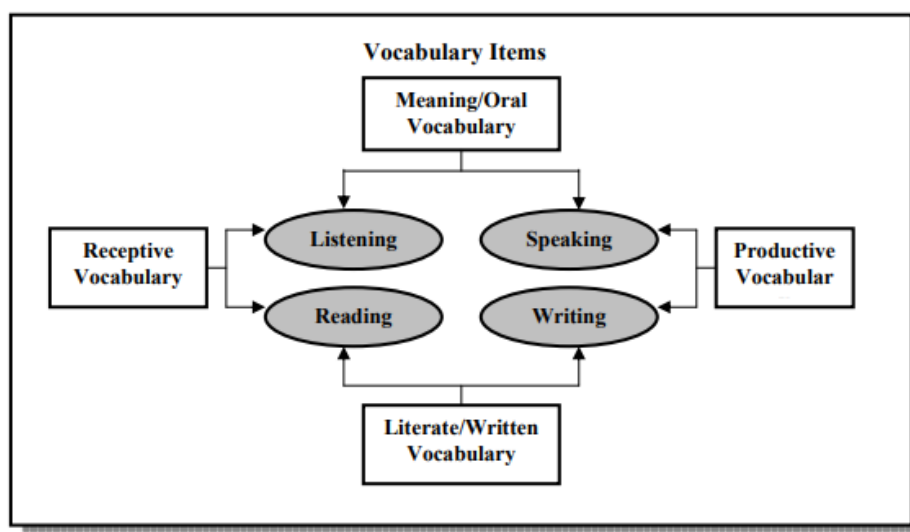 Vocabulary Items
Meaning/Oral
Vocabulary
Listening
Speaking
Receptive
Vocabulary
Productive
Vocabular
Reading
Writing
Literate/Written
Vocabulary